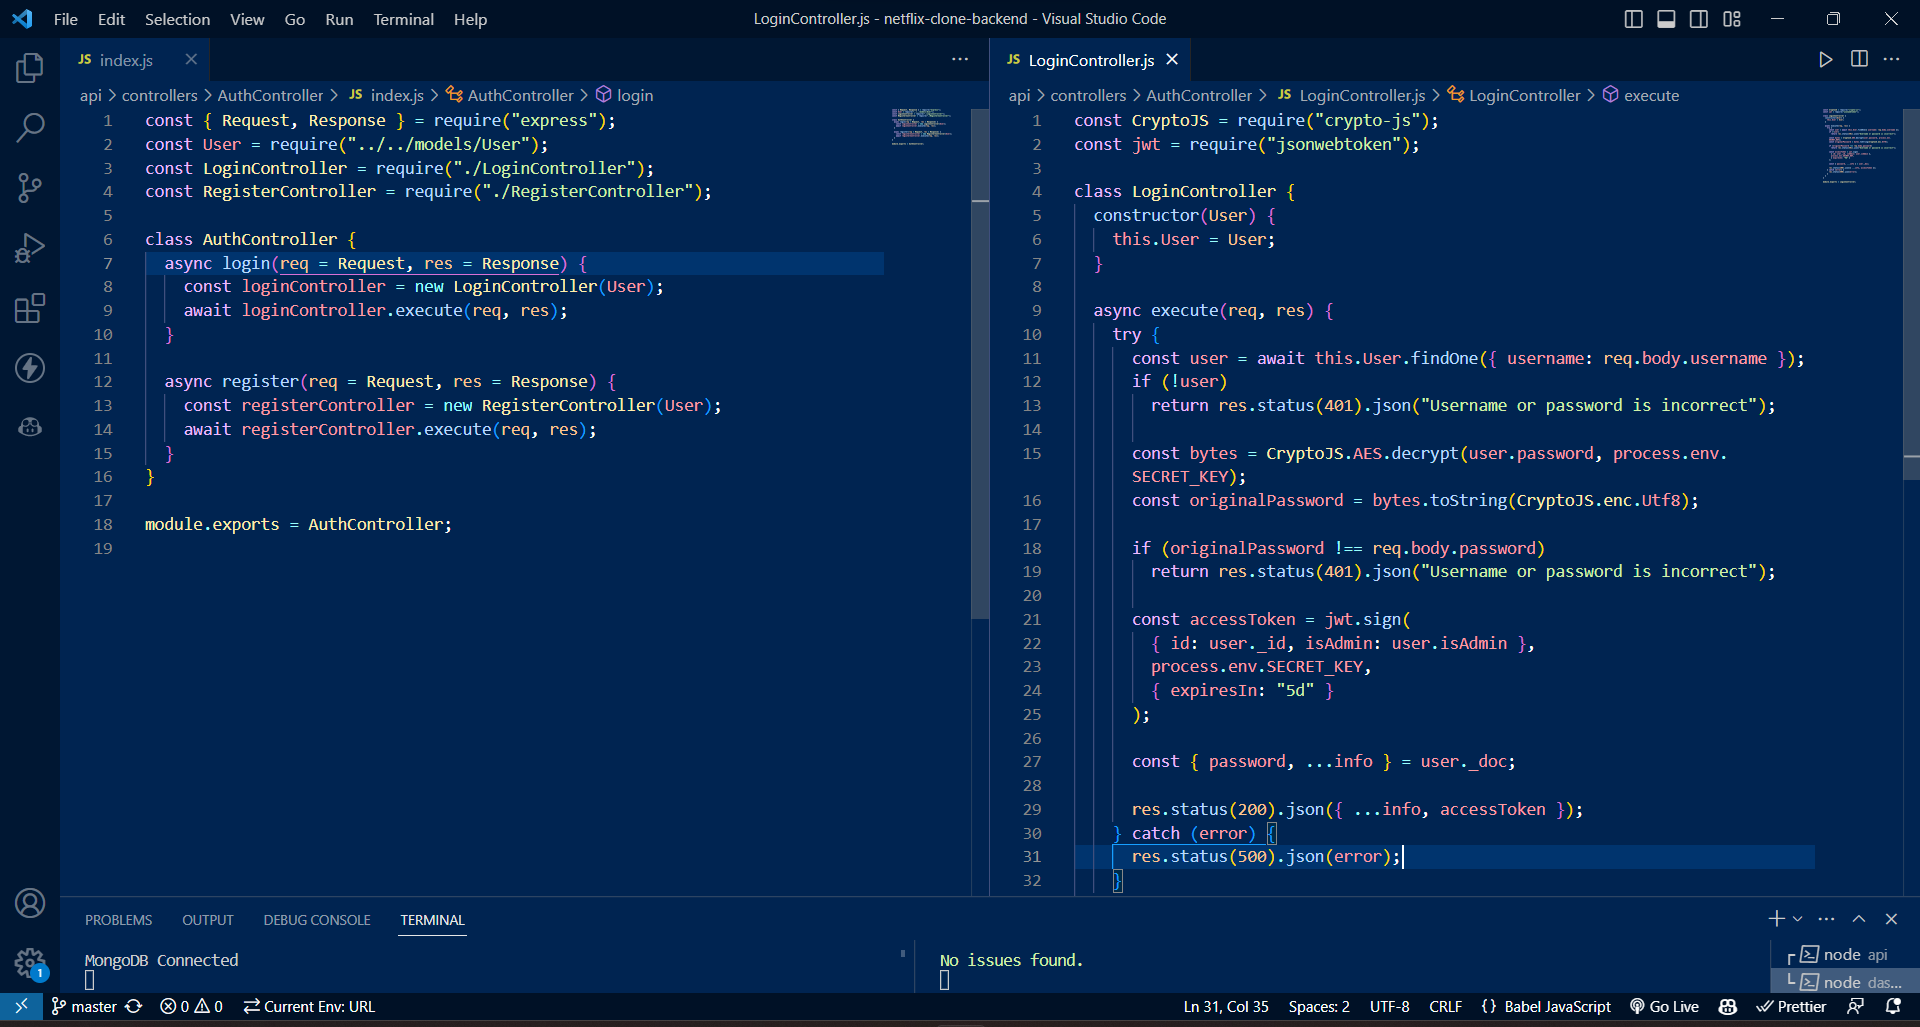 File Edit Selection View Go Run Terminal Help
LoginController.js - netflix-clone-backend - Visual Studio Code
JS index.js
api > controllers > AuthController > JS index.js > AuthController > login
1 const { Request, Response } = require("express");
2 const User = require("../../models/User");
3 const LoginController = require("./LoginController");
4 const RegisterController = require("./RegisterController");
5
6 class AuthController {
7 async login(req = Request, res = Response) {
8 const loginController = new LoginController(User);
9 await loginController.execute(req, res);
10 }
11
12 async register(req = Request, res = Response) {
13 const registerController = new RegisterController(User);
14 await registerController.execute(req, res);
15 }
16 }
17
18 module.exports = AuthController;
19
JS LoginController.js
api > controllers > AuthController > JS LoginController.js > LoginController > execute
1 const CryptoJS = require("crypto-js");
2 const jwt = require("jsonwebtoken");
3
4 class LoginController {
5 constructor(User) {
6 this.User = User;
7 }
8
9 async execute(req, res) {
10 try {
11 const user = await this.User.findOne({ username: req.body.username });
12 if (!user)
13 return res.status(401).json("Username or password is incorrect");
14
15 const bytes = CryptoJS.AES.decrypt(user.password, process.env.
SECRET_KEY);
16 const originalPassword = bytes.toString(CryptoJS.enc.Utf8);
17
18 if (originalPassword !== req.body.password)
19 return res.status(401).json("Username or password is incorrect");
20
21 const accessToken = jwt.sign(
22 { id: user._id, isAdmin: user.isAdmin },
23 process.env.SECRET_KEY,
24 { expiresIn: "5d" }
25 );
26
27 const { password, ...info } = user._doc;
28
29 res.status(200).json({ ...info, accessToken });
30 } catch (error) {
31 res.status(500).json(error);
32 }
PROBLEMS OUTPUT DEBUG CONSOLE TERMINAL
MongoDB Connected
No issues found.
node api
node das...
1
master 0 0 Current Env: URL
Ln 31, Col 35 Spaces: 2 UTF-8 CRLF {} Babel JavaScript Go Live Prettier